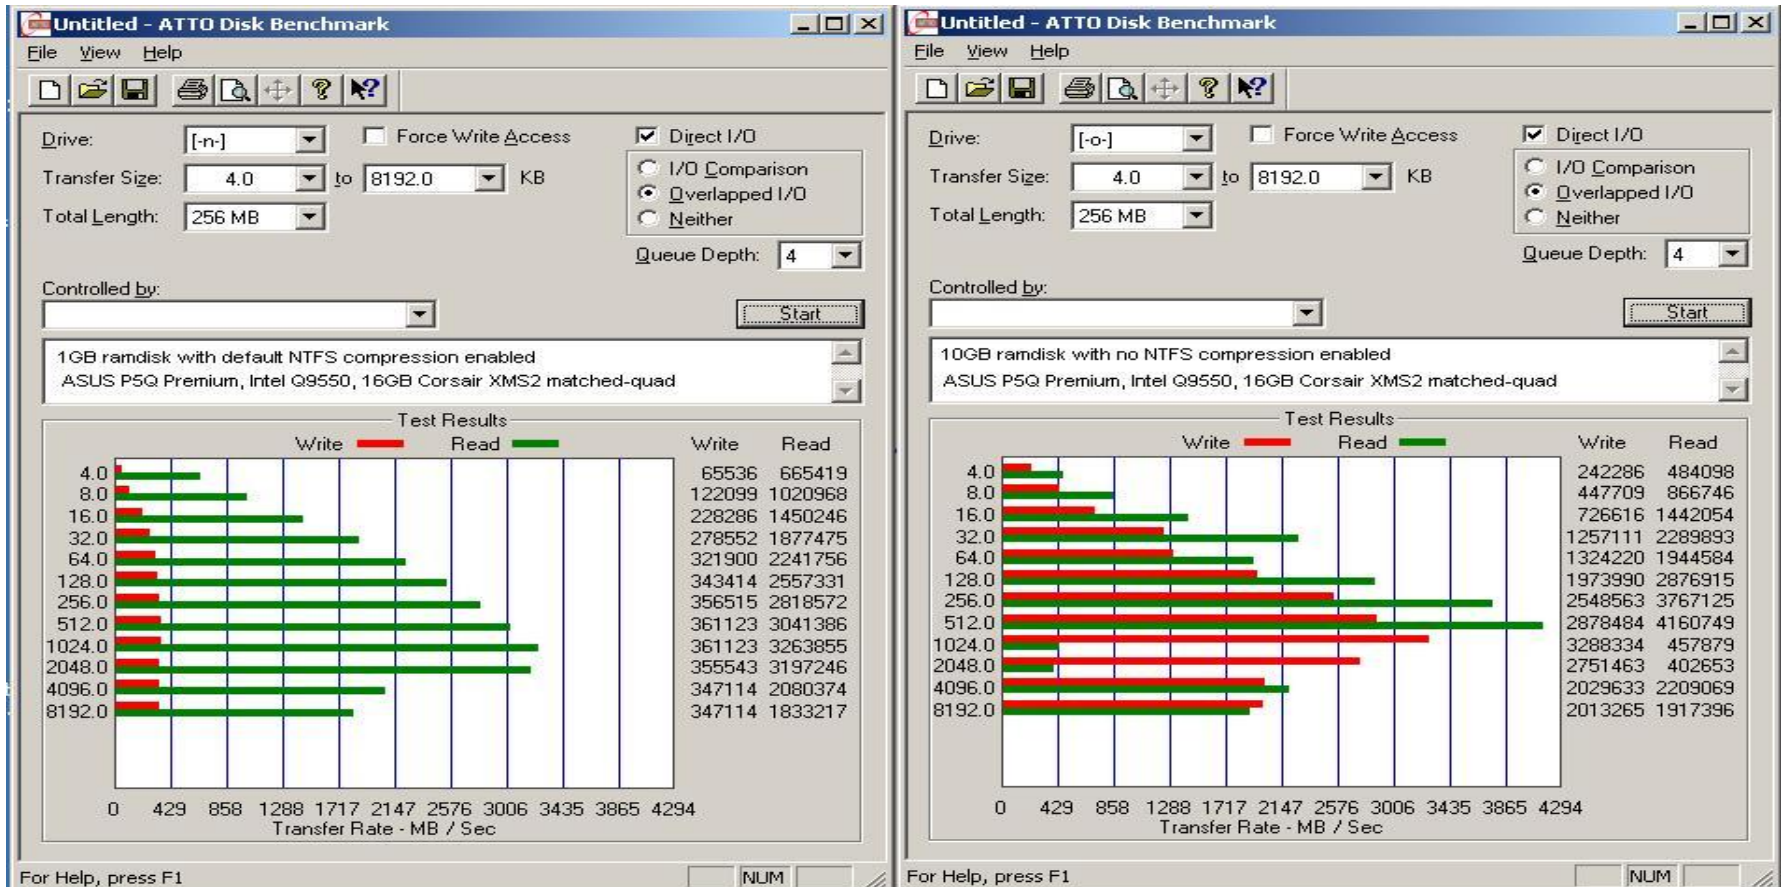 Untitled - ATTO Disk Benchmark
File View Help
Drive: [-n-] Force Write Access Direct I/O
Transfer Size: 4.0 to 8192.0 KB I/O Comparison
Overlapped I/O
Total Length: 256 MB Neither
Queue Depth: 4
Controlled by:
Start
1GB ramdisk with default NTFS compression enabled
ASUS P5Q Premium, Intel Q9550, 16GB Corsair XMS2 matched-quad
Test Results
Write Read Write Read
4.0 65536 665419
8.0 122099 1020968
16.0 228286 1450246
32.0 278552 1877475
64.0 321900 2241756
128.0 343414 2557331
256.0 356515 2818572
512.0 361123 3041386
1024.0 361123 3263855
2048.0 355543 3197246
4096.0 347114 2080374
8192.0 347114 1833217
0 429 858 1288 1717 2147 2576 3006 3435 3865 4294
Transfer Rate - MB / Sec
For Help, press F1 NUM
Untitled - ATTO Disk Benchmark
File View Help
Drive: [-o-] Force Write Access Direct I/O
Transfer Size: 4.0 to 8192.0 KB I/O Comparison
Overlapped I/O
Total Length: 256 MB Neither
Queue Depth: 4
Controlled by:
Start
10GB ramdisk with no NTFS compression enabled
ASUS P5Q Premium, Intel Q9550, 16GB Corsair XMS2 matched-quad
Test Results
Write Read Write Read
4.0 242286 484098
8.0 447709 866746
16.0 726616 1442054
32.0 1257111 2289893
64.0 1324220 1944584
128.0 1973990 2876915
256.0 2548563 3767125
512.0 2878484 4160749
1024.0 3288334 457879
2048.0 2751463 402653
4096.0 2029633 2209069
8192.0 2013265 1917396
0 429 858 1288 1717 2147 2576 3006 3435 3865 4294
Transfer Rate - MB / Sec
For Help, press F1 NUM